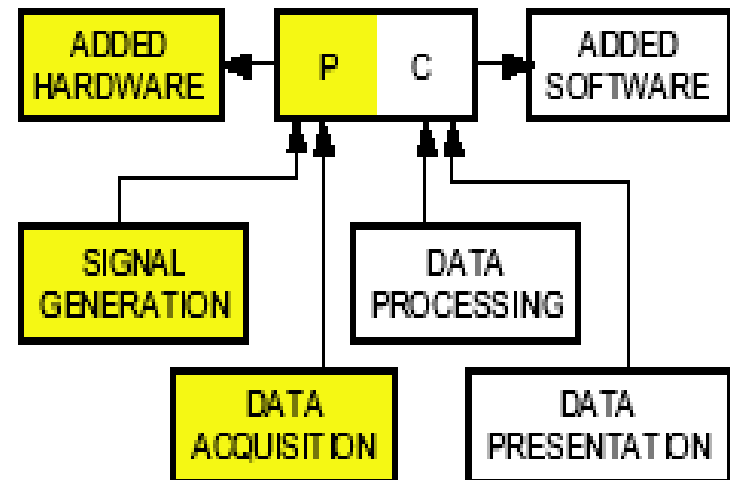 ADDED
HARDWARE
P C
ADDED
SOFTWARE
SIGNAL
GENERATION
DATA
PROCESSING
DATA
ACQUISITION
DATA
PRESENTATION